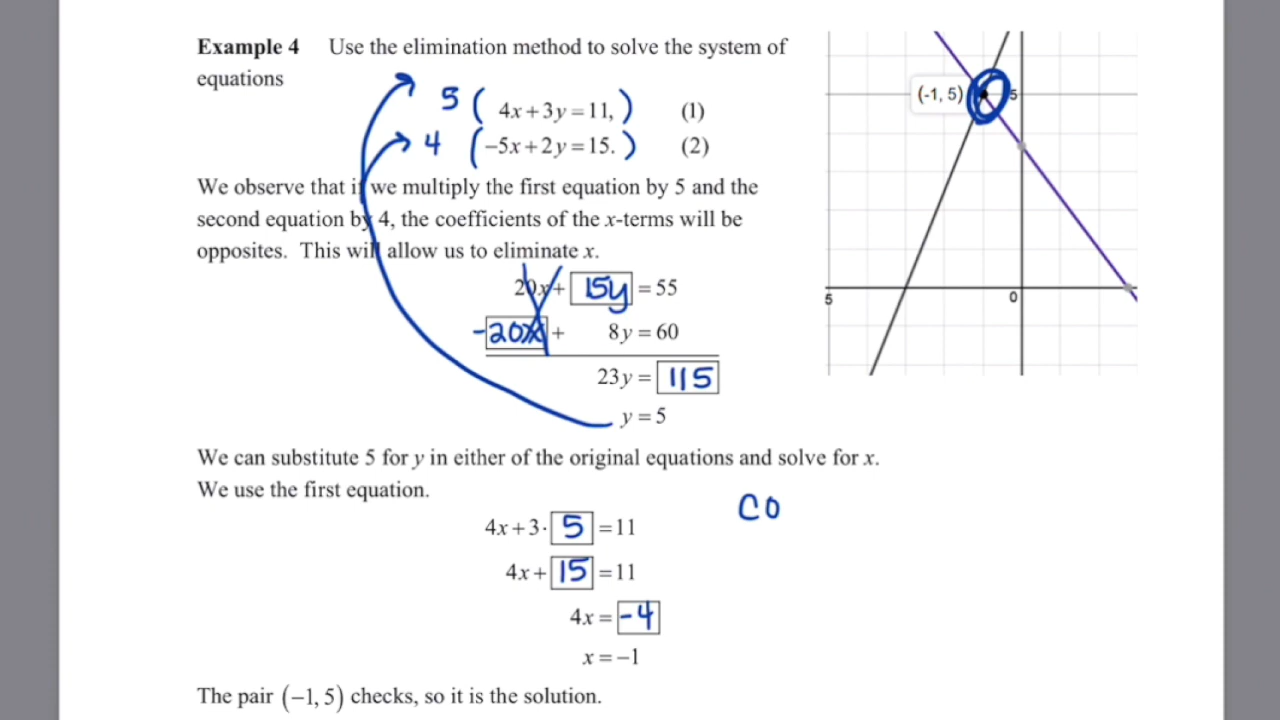 Example 4 Use the elimination method to solve the system of
equations
5 ( 4x + 3y = 11, ) (1)
4 ( −5x + 2y = 15. ) (2)
We observe that if we multiply the first equation by 5 and the
second equation by 4, the coefficients of the x-terms will be
opposites. This will allow us to eliminate x.
20x + 15y = 55
-20x + 8y = 60
23y = 115
y = 5
We can substitute 5 for y in either of the original equations and solve for x.
We use the first equation.
CO
4x + 3· 5 = 11
4x + 15 = 11
4x = -4
x = −1
The pair (−1, 5) checks, so it is the solution.
(-1, 5) 5
5 0